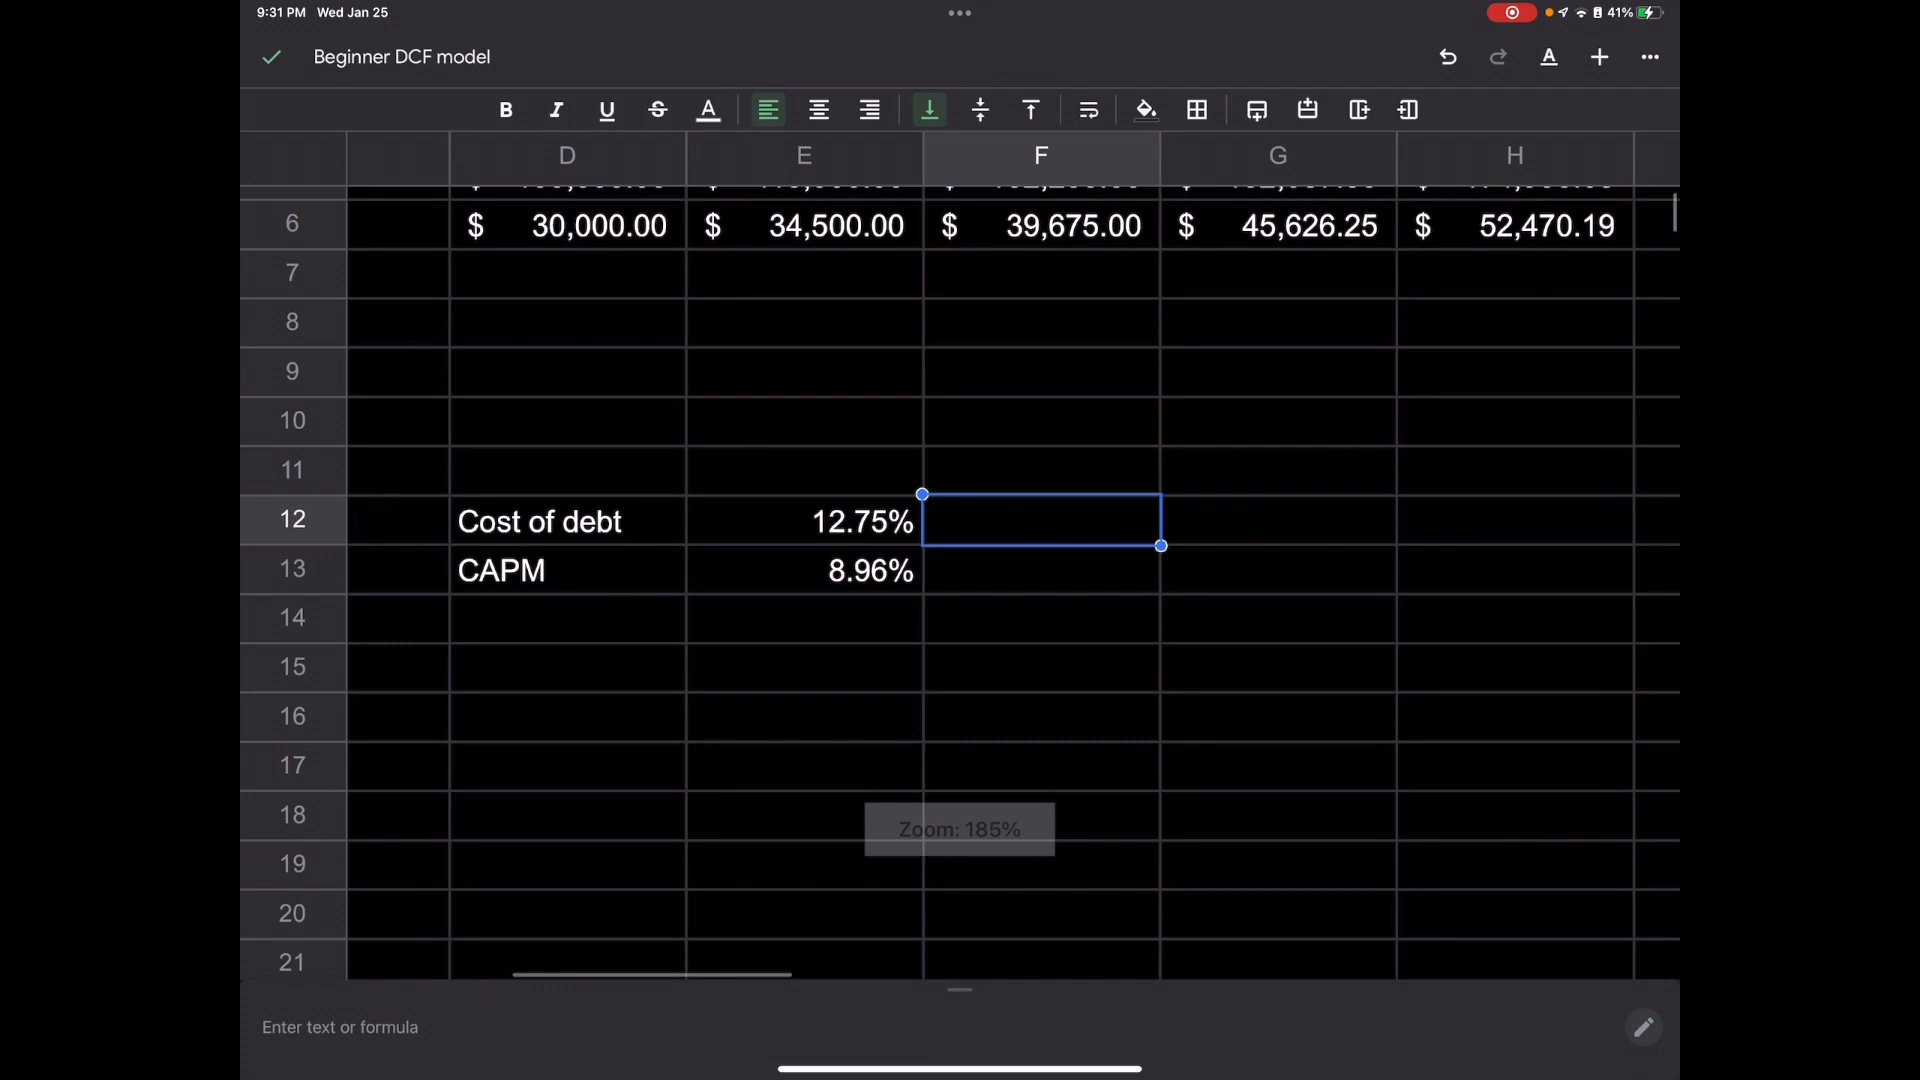 9:31 PM Wed Jan 25
41%
Beginner DCF model
B I U S A
D E F G H
6 $ 30,000.00 $ 34,500.00 $ 39,675.00 $ 45,626.25 $ 52,470.19
7
8
9
10
11
12 Cost of debt 12.75%
13 CAPM 8.96%
14
15
16
17
18
Zoom: 185%
19
20
21
Enter text or formula